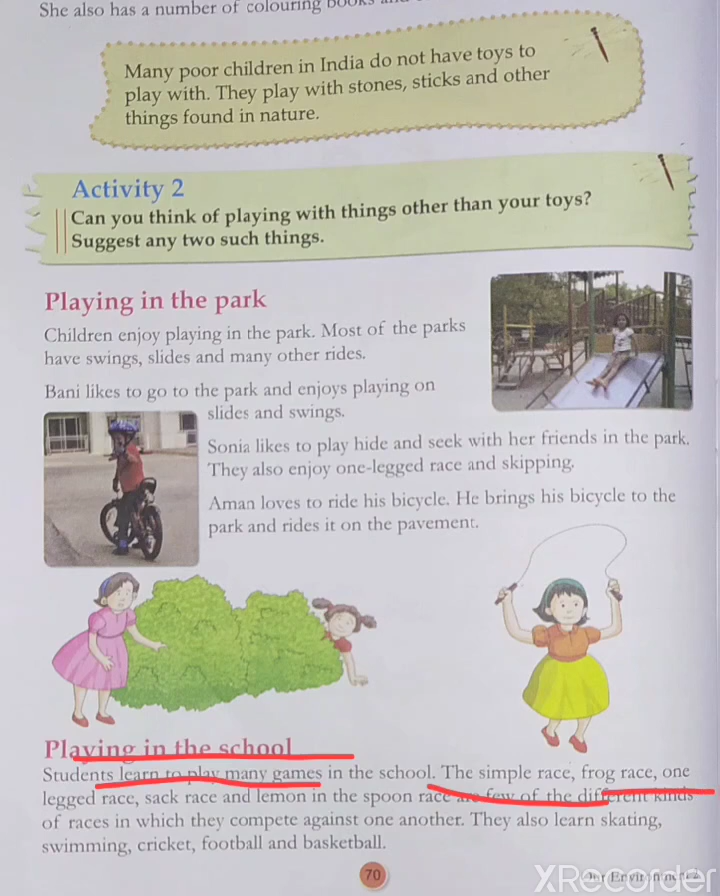 She also has a number of colouring books and
Many poor children in India do not have toys to
play with. They play with stones, sticks and other
things found in nature.
Activity 2
Can you think of playing with things other than your toys?
Suggest any two such things.
Playing in the park
Children enjoy playing in the park. Most of the parks
have swings, slides and many other rides.
Bani likes to go to the park and enjoys playing on
slides and swings.
Sonia likes to play hide and seek with her friends in the park.
They also enjoy one-legged race and skipping.
Aman loves to ride his bicycle. He brings his bicycle to the
park and rides it on the pavement.
Playing in the school
Students learn to play many games in the school. The simple race, frog race, one
legged race, sack race and lemon in the spoon race are few of the different kinds
of races in which they compete against one another. They also learn skating,
swimming, cricket, football and basketball.
70
Our Environment
XRecorder